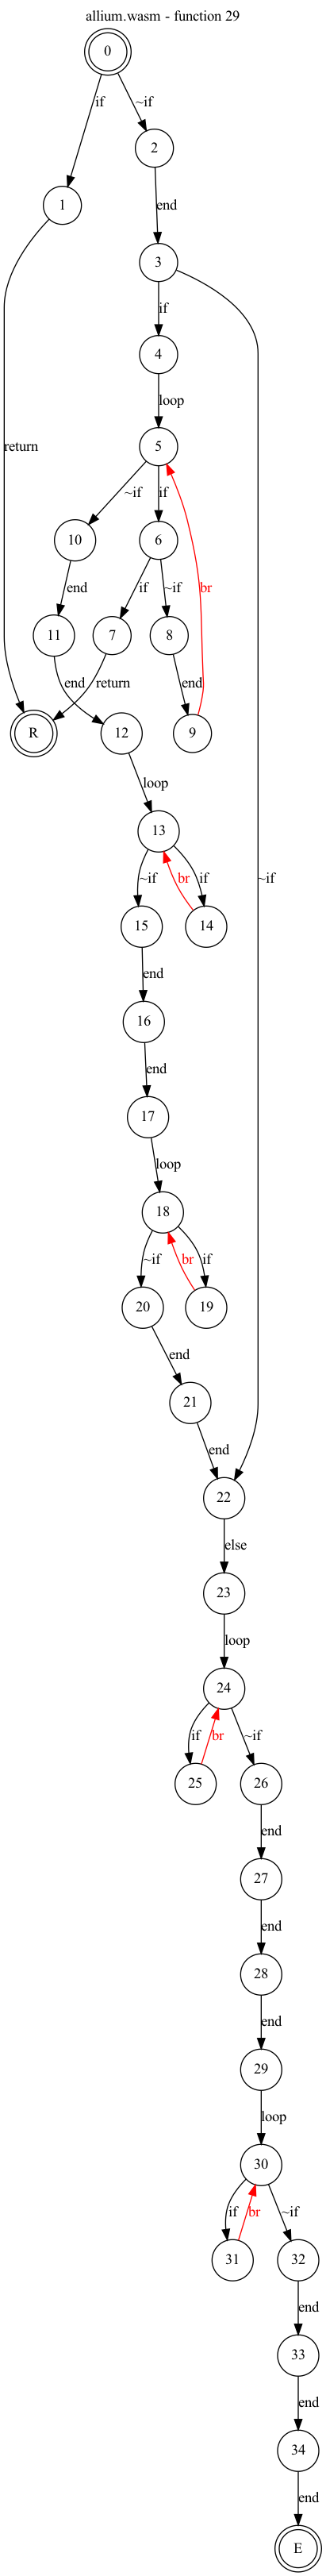 allium.wasm - function 29
0
if
~if
2
1
end
3
if
4
loop
return
5
~if
if
br
10
6
end
if
~if
11
7
8
end
return
end
R
12
9
loop
13
~if
~if
br
if
15
14
end
16
end
17
loop
18
~if
br
if
20
19
end
21
end
22
else
23
loop
24
if
br
~if
25
26
end
27
end
28
end
29
loop
30
if
br
~if
31
32
end
33
end
34
end
E